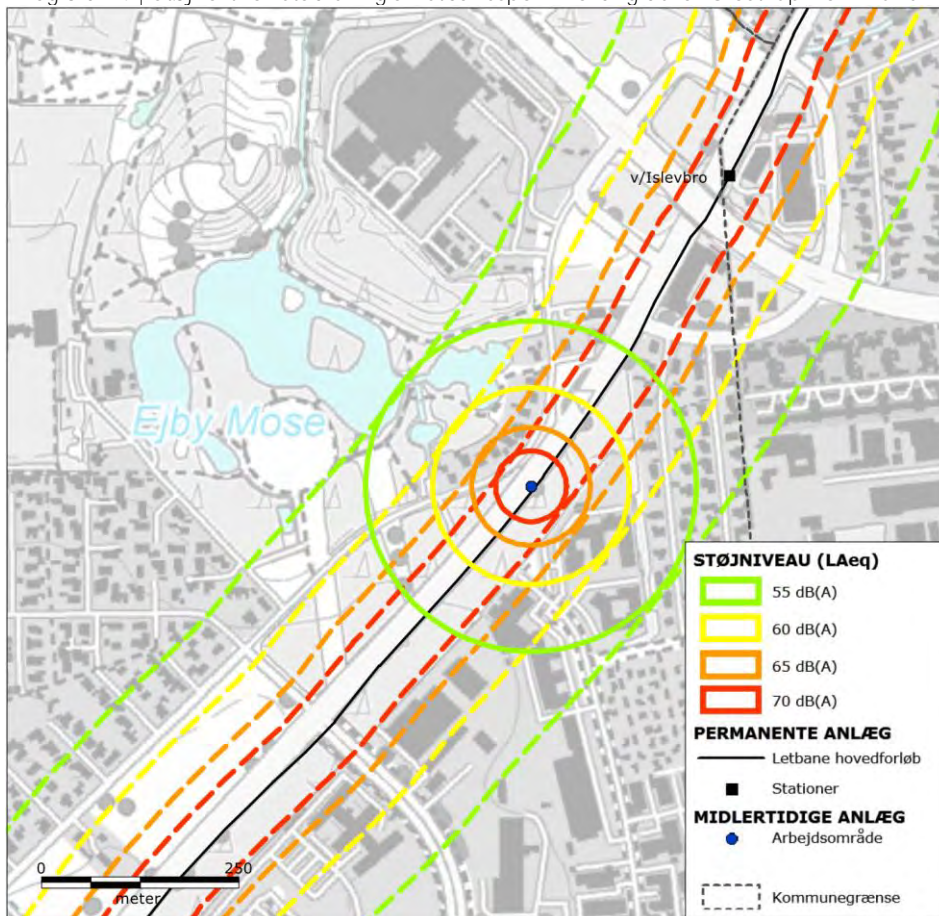 v/Islevbro
Ejby Mose
STØJNIVEAU (LAeq)
55 dB(A)
60 dB(A)
65 dB(A)
70 dB(A)
PERMANENTE ANLÆG
Letbane hovedforløb
Stationer
MIDLERTIDIGE ANLÆG
Arbejdsområde
Kommunegrænse
0 250
meter